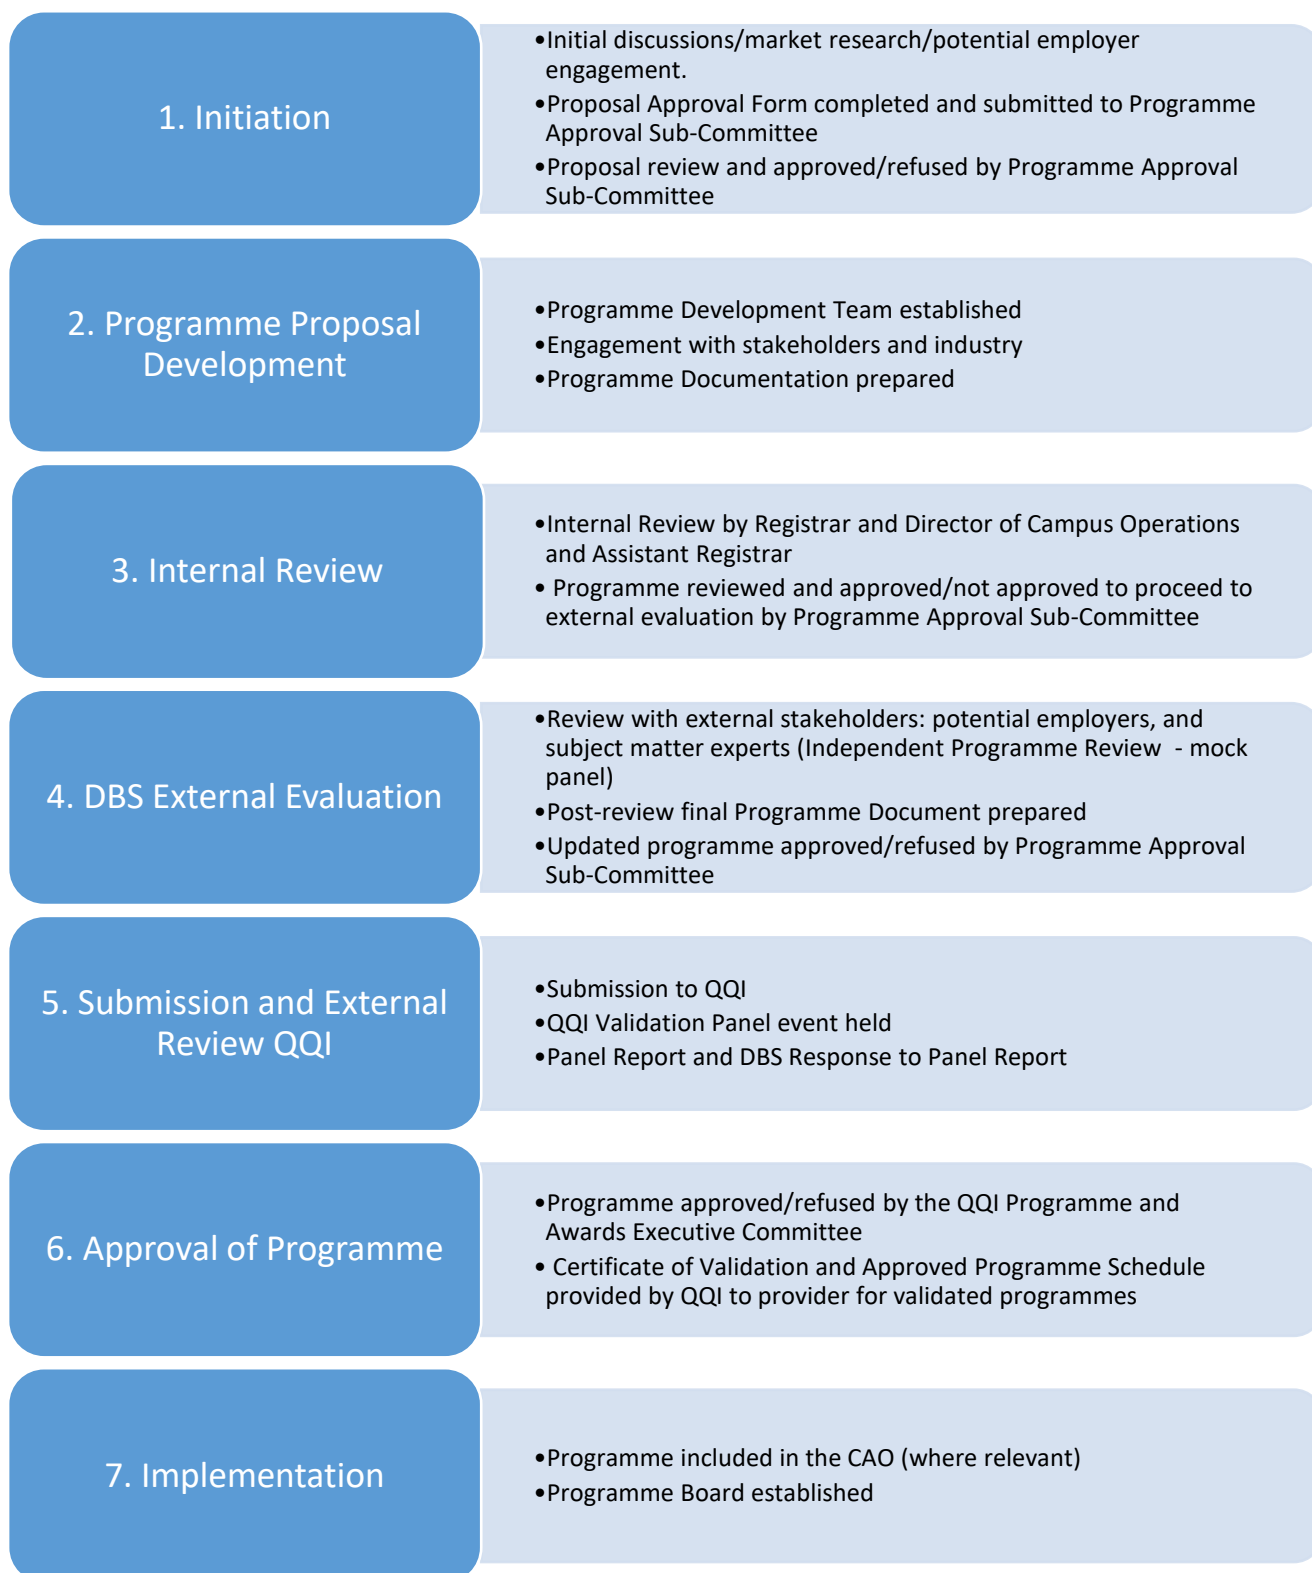 1. Initiation
•Initial discussions/market research/potential employer
engagement.
•Proposal Approval Form completed and submitted to Programme
Approval Sub-Committee
•Proposal review and approved/refused by Programme Approval
Sub-Committee
2. Programme Proposal
Development
•Programme Development Team established
•Engagement with stakeholders and industry
•Programme Documentation prepared
3. Internal Review
•Internal Review by Registrar and Director of Campus Operations
and Assistant Registrar
• Programme reviewed and approved/not approved to proceed to
external evaluation by Programme Approval Sub-Committee
4. DBS External Evaluation
•Review with external stakeholders: potential employers, and
subject matter experts (Independent Programme Review  - mock
panel)
•Post-review final Programme Document prepared
•Updated programme approved/refused by Programme Approval
Sub-Committee
5. Submission and External
Review QQI
•Submission to QQI
•QQI Validation Panel event held
•Panel Report and DBS Response to Panel Report
6. Approval of Programme
•Programme approved/refused by the QQI Programme and
Awards Executive Committee
• Certificate of Validation and Approved Programme Schedule
provided by QQI to provider for validated programmes
7. Implementation
•Programme included in the CAO (where relevant)
•Programme Board established